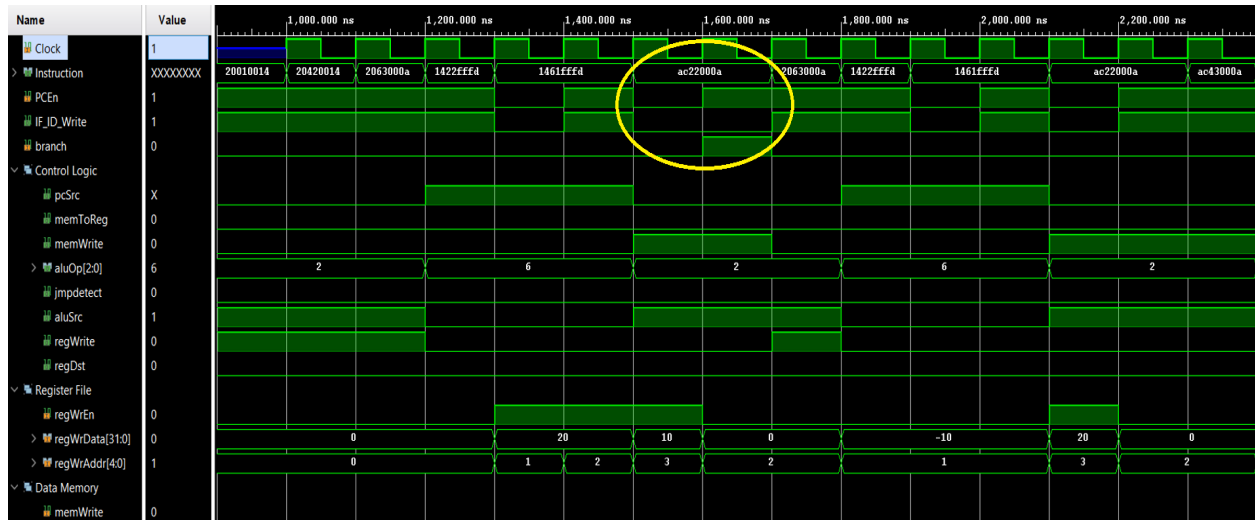 Name Value 1,000.000 ns 1,200.000 ns 1,400.000 ns 1,600.000 ns 1,800.000 ns 2,000.000 ns 2,200.000 ns
Clock 1
Instruction XXXXXXXX 20010014 20420014 2063000a 1422fffd 1461fffd ac22000a 2063000a 1422fffd 1461fffd ac22000a ac43000a
PCEn 1
IF_ID_Write 1
branch 0
Control Logic
pcSrc X
memToReg 0
memWrite 0
aluOp[2:0] 6 2 6 2 6 2
jmpdetect 0
aluSrc 1
regWrite 0
regDst 0
Register File
regWrEn 0
regWrData[31:0] 0 0 20 10 0 -10 20 0
regWrAddr[4:0] 1 0 1 2 3 2 1 3 2
Data Memory
memWrite 0